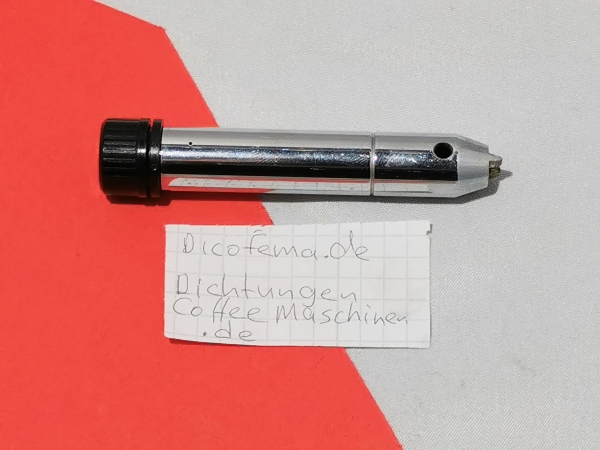 Dicofema.de
Dichtungen
Coffee Maschinen
.de